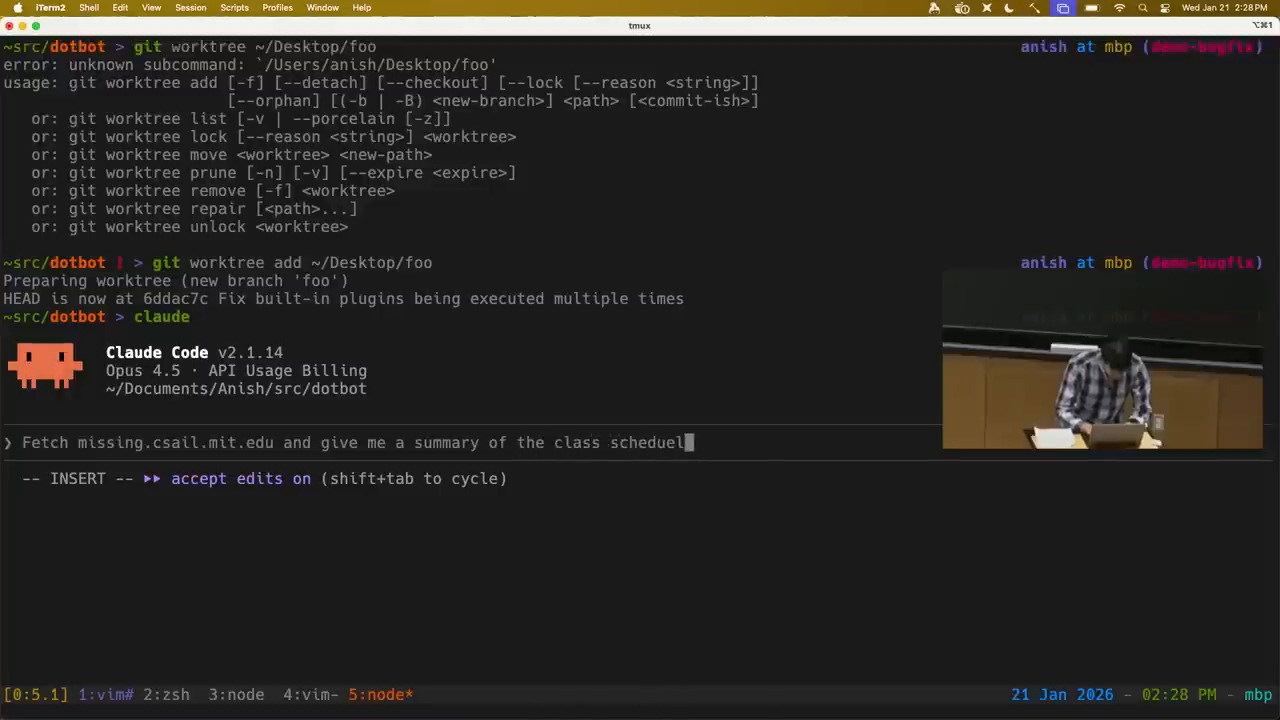 iTerm2 Shell Edit View Session Scripts Profiles Window Help Wed Jan 21 2:28 PM
tmux ⌥⌘1
~src/dotbot > git worktree ~/Desktop/foo anish at mbp (demo-bugfix)
error: unknown subcommand: `/Users/anish/Desktop/foo'
usage: git worktree add [-f] [--detach] [--checkout] [--lock [--reason <string>]]
[--orphan] [(-b | -B) <new-branch>] <path> [<commit-ish>]
or: git worktree list [-v | --porcelain [-z]]
or: git worktree lock [--reason <string>] <worktree>
or: git worktree move <worktree> <new-path>
or: git worktree prune [-n] [-v] [--expire <expire>]
or: git worktree remove [-f] <worktree>
or: git worktree repair [<path>...]
or: git worktree unlock <worktree>
~src/dotbot ! > git worktree add ~/Desktop/foo anish at mbp (demo-bugfix)
Preparing worktree (new branch 'foo')
HEAD is now at 6ddac7c Fix built-in plugins being executed multiple times
~src/dotbot > claude
Claude Code v2.1.14
Opus 4.5 · API Usage Billing
~/Documents/Anish/src/dotbot
❯ Fetch missing.csail.mit.edu and give me a summary of the class scheduel
-- INSERT -- ⏵⏵ accept edits on (shift+tab to cycle)
[0:5.1] 1:vim# 2:zsh 3:node 4:vim- 5:node* 21 Jan 2026 - 02:28 PM - mbp